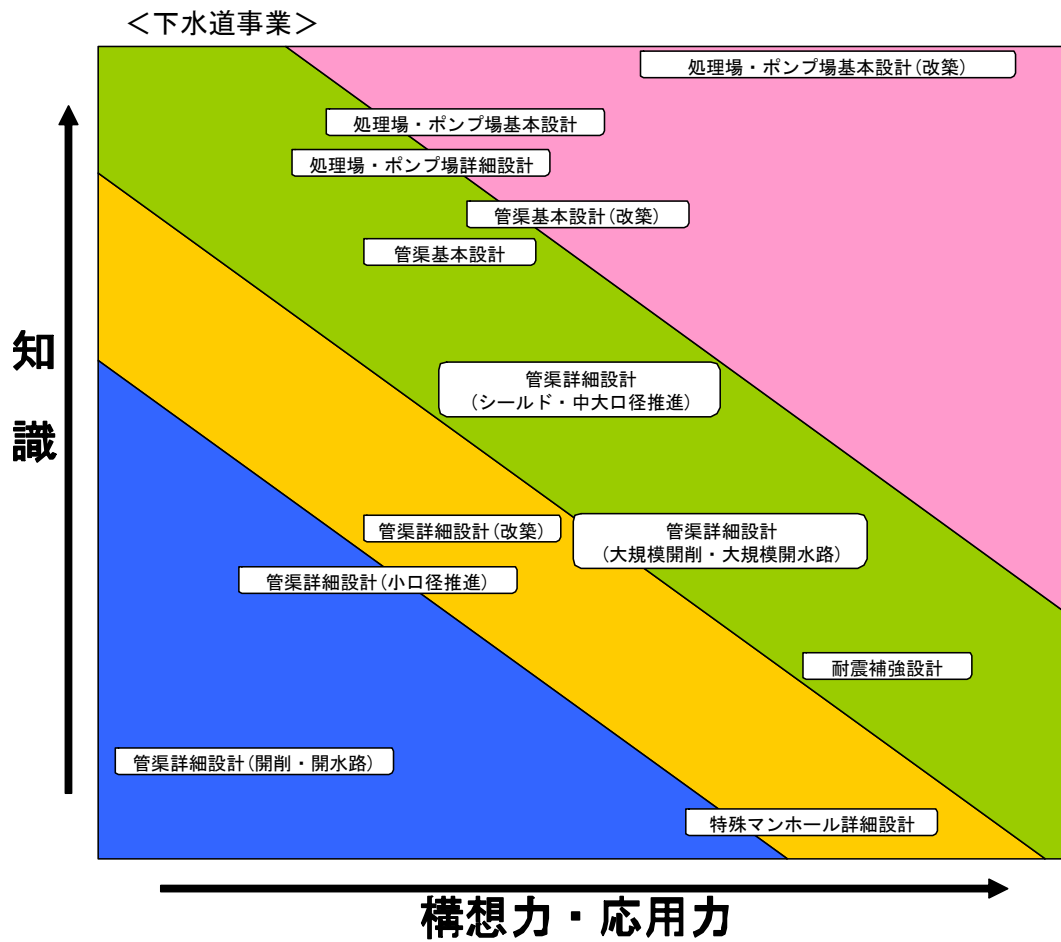 ＜下水道事業＞
処理場・ポンプ場基本設計(改築)
処理場・ポンプ場基本設計
処理場・ポンプ場詳細設計
管渠基本設計(改築)
管渠基本設計
知
識
管渠詳細設計
(シールド・中大口径推進)
管渠詳細設計(改築)
管渠詳細設計
(大規模開削・大規模開水路)
管渠詳細設計(小口径推進)
耐震補強設計
管渠詳細設計(開削・開水路)
特殊マンホール詳細設計
構想力・応用力